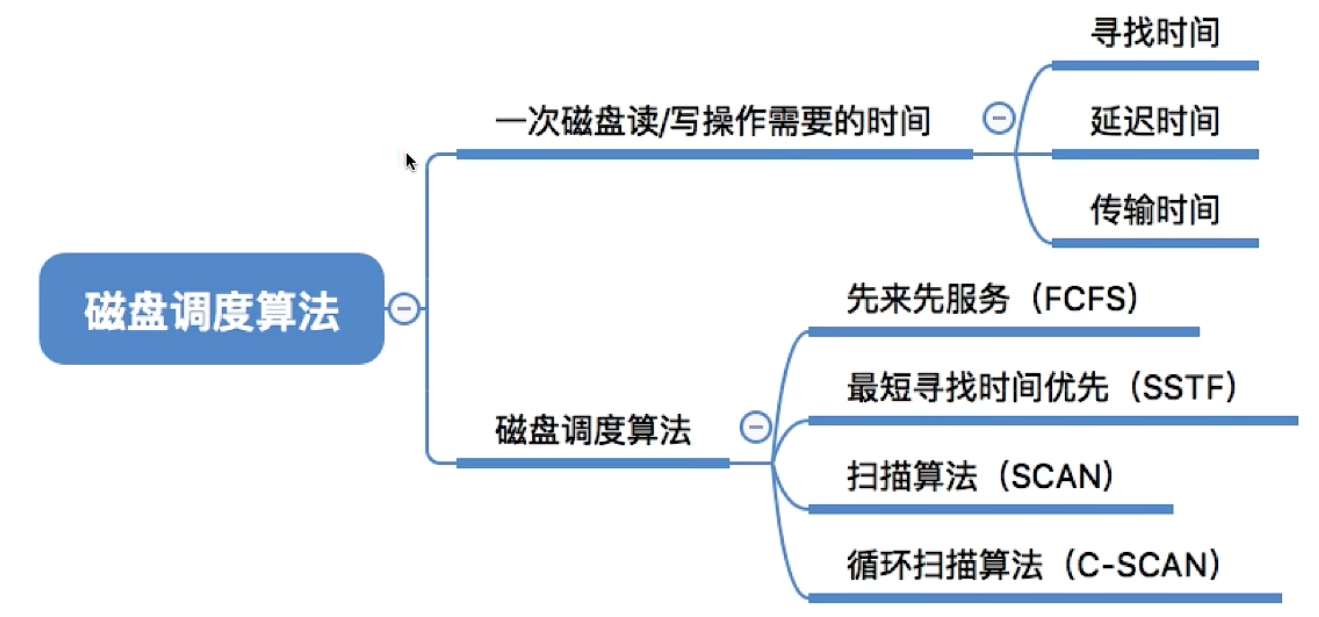 磁盘调度算法
一次磁盘读/写操作需要的时间
寻找时间
延迟时间
传输时间
磁盘调度算法
先来先服务（FCFS）
最短寻找时间优先（SSTF）
扫描算法（SCAN）
循环扫描算法（C-SCAN）